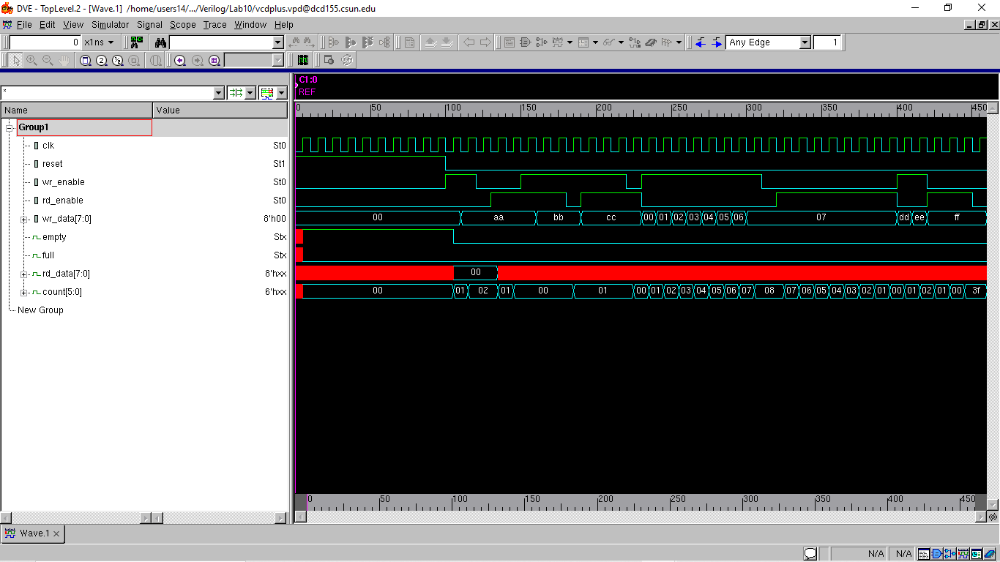 DVE - TopLevel.2 - [Wave.1] /home/users14/.../Verilog/Lab10/vcdplus.vpd@dcd155.csun.edu
File Edit View Simulator Signal Scope Trace Window Help
0 x1ns Any Edge 1
2 ½
C1:0
REF
*
Name Value
0 50 100 150 200 250 300 350 400 450
Group1
clk St0
reset St1
wr_enable St0
rd_enable St0
wr_data[7:0] 8'h00 00 aa bb cc 00 01 02 03 04 05 06 07 dd ee ff
empty Stx
full Stx
rd_data[7:0] 8'hxx 00
count[5:0] 6'hxx 00 01 02 01 00 01 00 01 02 03 04 05 06 07 08 07 06 05 04 03 02 01 00 01 02 01 00 3f
New Group
0 50 100 150 200 250 300 350 400 450
Wave.1
N/A N/A